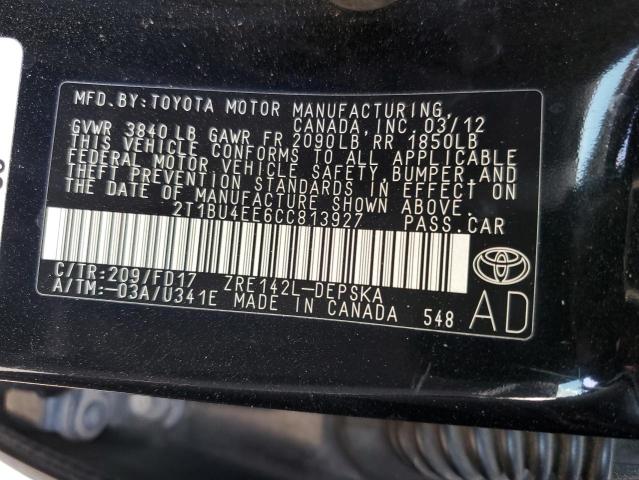 MFD. BY: TOYOTA MOTOR MANUFACTURING,
CANADA, INC. 03/12
GVWR 3840 LB GAWR FR 2090LB RR 1850LB
THIS VEHICLE CONFORMS TO ALL APPLICABLE
FEDERAL MOTOR VEHICLE SAFETY, BUMPER, AND
THEFT PREVENTION STANDARDS IN EFFECT
ON THE DATE OF MANUFACTURE SHOWN ABOVE.
2T1BU4EE6CC813927 PASS.CAR
C/TR:209/FD17 ZRE142L-DEPSKA
A/TM:-03A/U341E MADE IN CANADA 548
AD